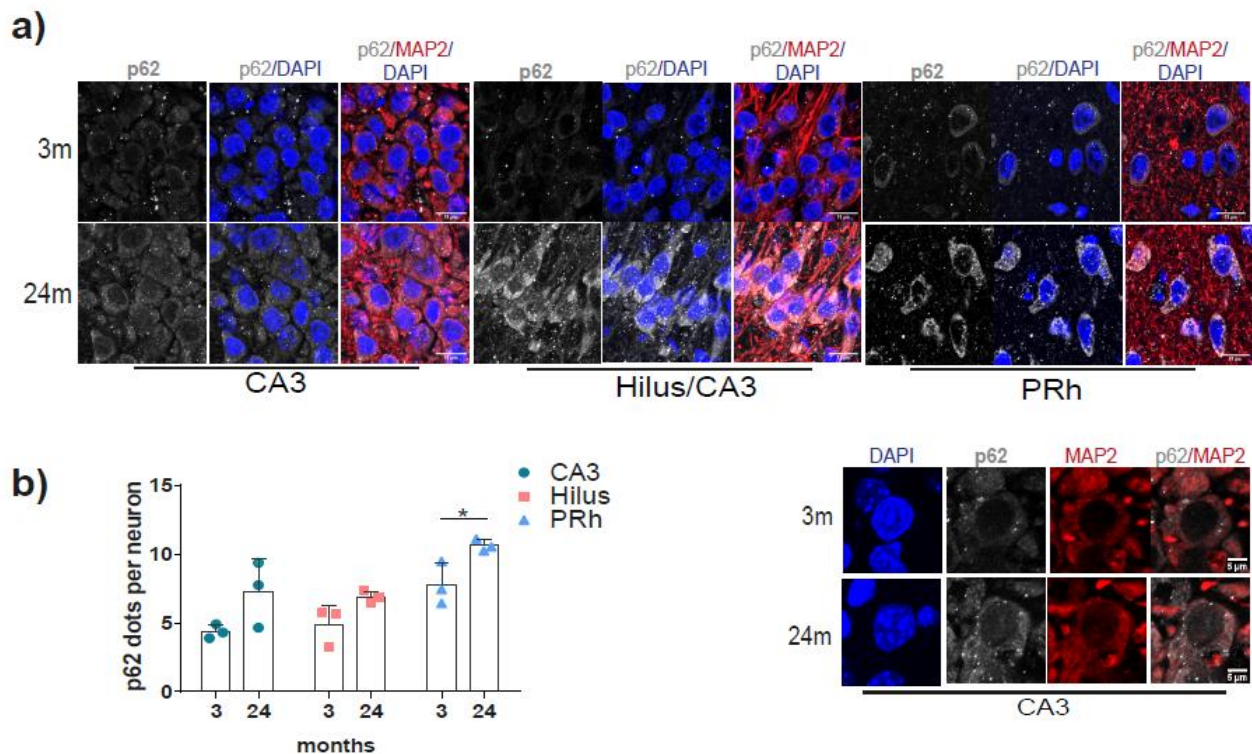 a)
p62 p62/DAPI p62/MAP2/
DAPI
p62 p62/DAPI p62/MAP2/
DAPI
p62 p62/DAPI p62/MAP2/
DAPI
3m
24m
CA3 Hilus/CA3 PRh
b)
CA3
Hilus
PRh
15
10
5
0
p62 dots per neuron
*
3 24 3 24 3 24
months
DAPI p62 MAP2 p62/MAP2
3m
5 µm
24m
5 µm
CA3